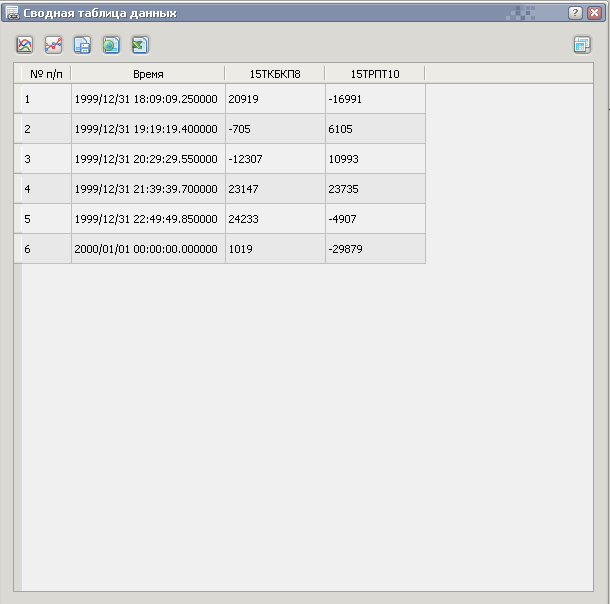 Сводная таблица данных
№ п/п Время 15ТКБКП8 15ТРПТ10
1 1999/12/31 18:09:09.250000 20919 -16991
2 1999/12/31 19:19:19.400000 -705 6105
3 1999/12/31 20:29:29.550000 -12307 10993
4 1999/12/31 21:39:39.700000 23147 23735
5 1999/12/31 22:49:49.850000 24233 -4907
6 2000/01/01 00:00:00.000000 1019 -29879